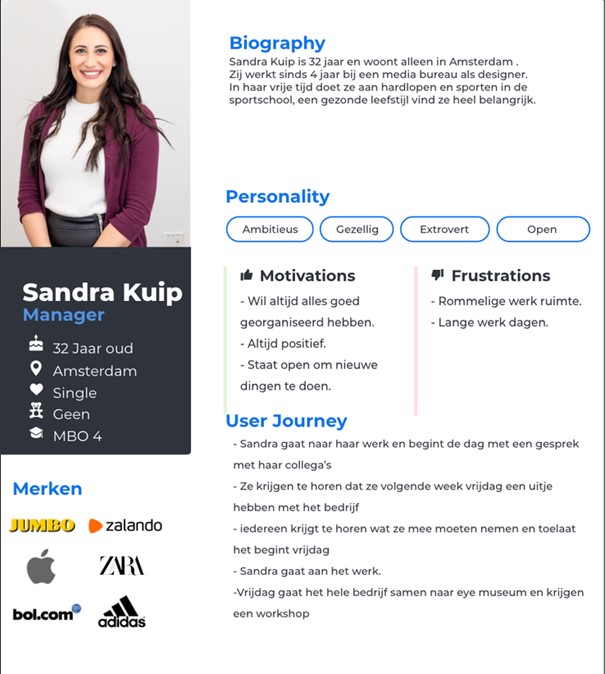 Biography
Sandra Kuip is 32 jaar en woont alleen in Amsterdam .
Zij werkt sinds 4 jaar bij een media bureau als designer.
In haar vrije tijd doet ze aan hardlopen en sporten in de
sportschool, een gezonde leefstijl vind ze heel belangrijk.
Personality
Ambitieus
Gezellig
Extrovert
Open
Sandra Kuip
Manager
32 Jaar oud
Amsterdam
Single
Geen
MBO 4
Motivations
- Wil altijd alles goed
georganiseerd hebben.
- Altijd positief.
- Staat open om nieuwe
dingen te doen.
Frustrations
- Rommelige werk ruimte.
- Lange werk dagen.
User Journey
- Sandra gaat naar haar werk en begint de dag met een gesprek
met haar collega's
- Ze krijgen te horen dat ze volgende week vrijdag een uitje
hebben met het bedrijf
- iedereen krijgt te horen wat ze mee moeten nemen en toelaat
het begint vrijdag
- Sandra gaat aan het werk.
-Vrijdag gaat het hele bedrijf samen naar eye museum en krijgen
een workshop
Merken
JUMBO
zalando
ZARA
bol.com
adidas